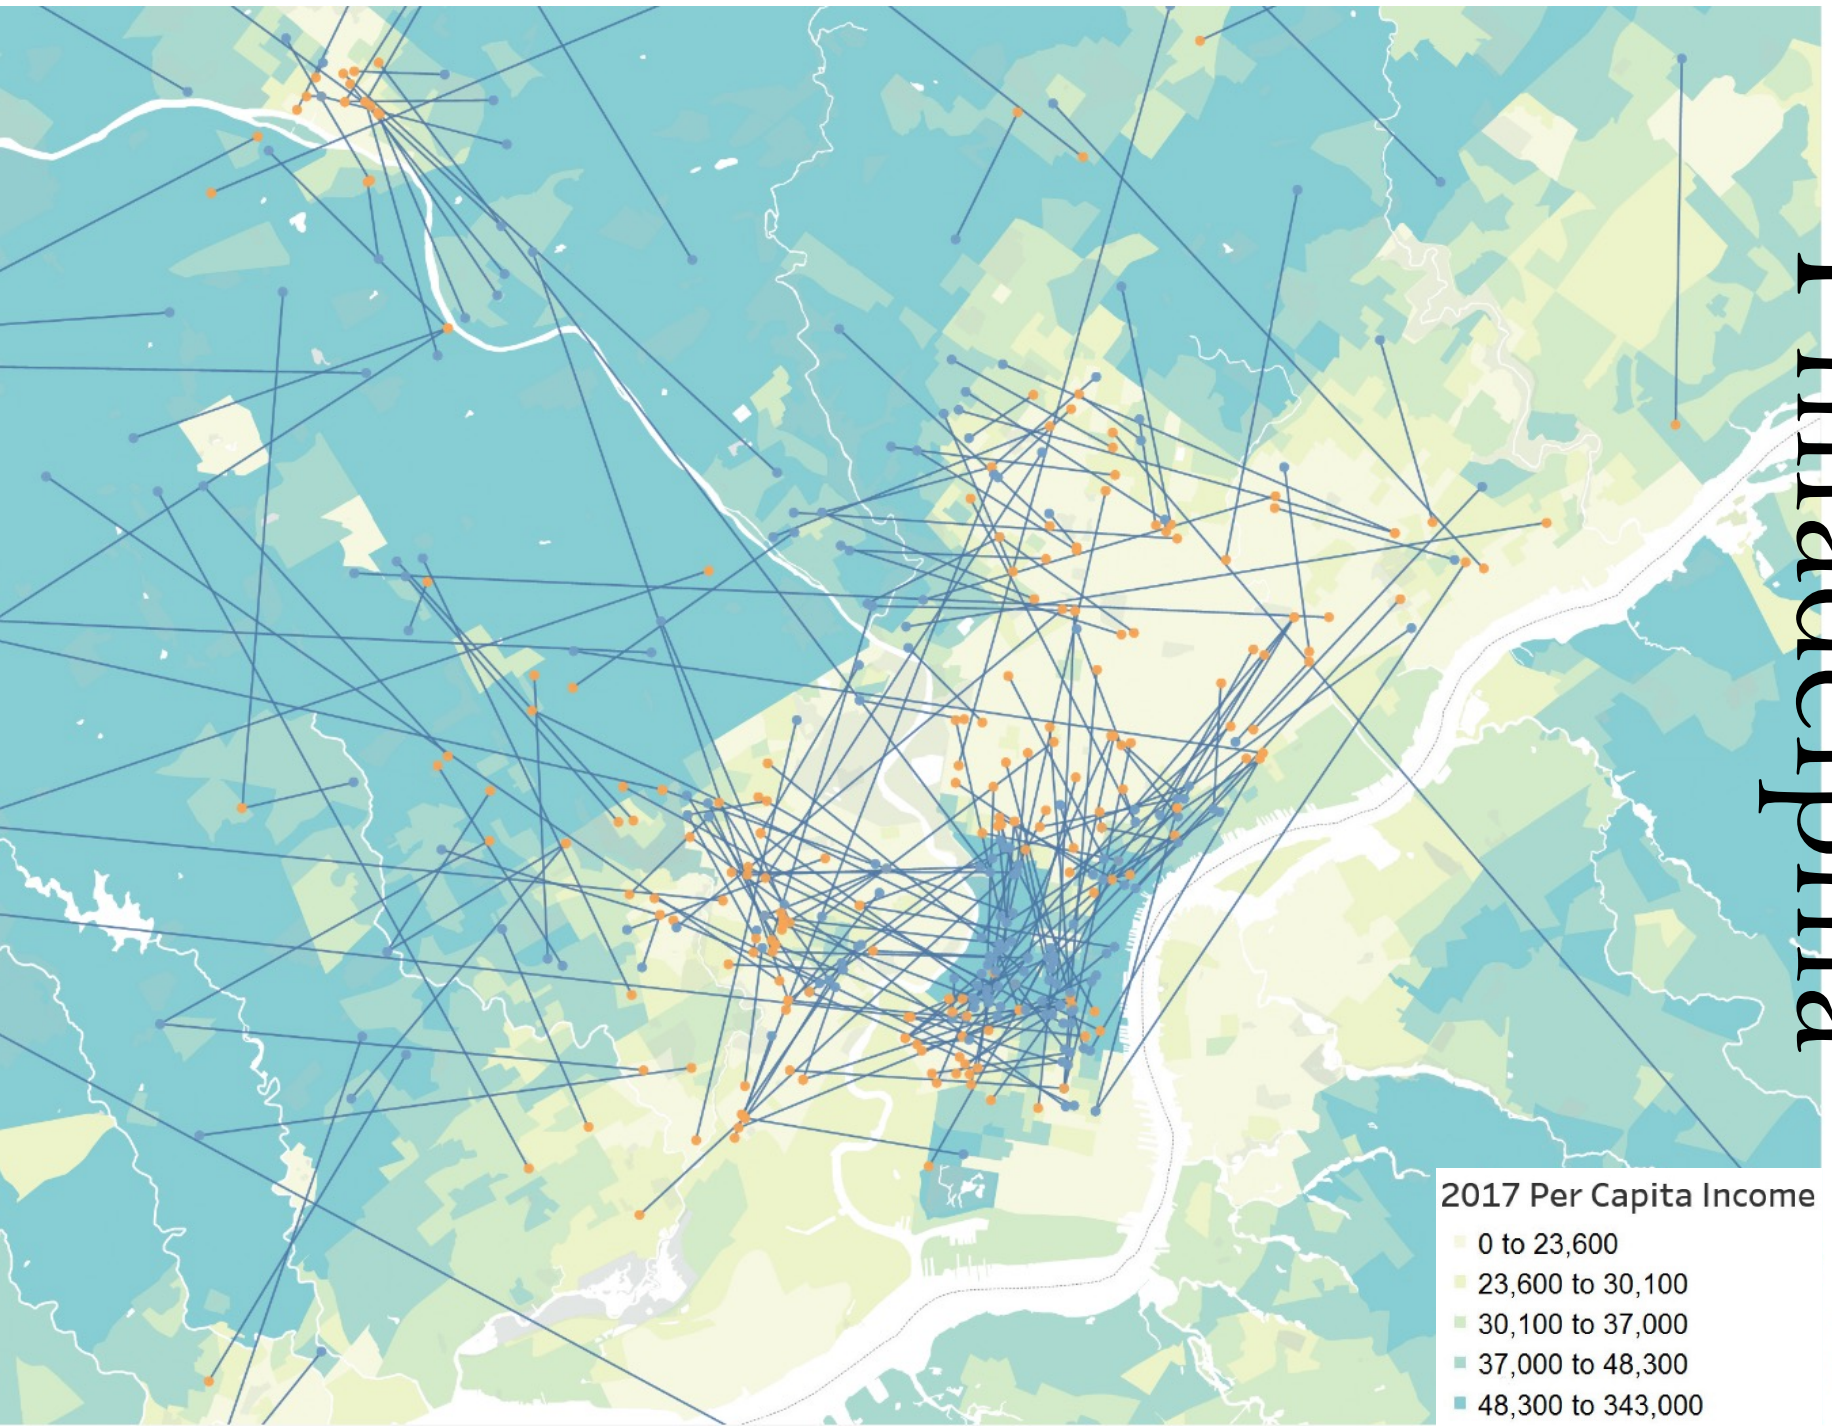 Philadelphia
2017 Per Capita Income
0 to 23,600
23,600 to 30,100
30,100 to 37,000
37,000 to 48,300
48,300 to 343,000